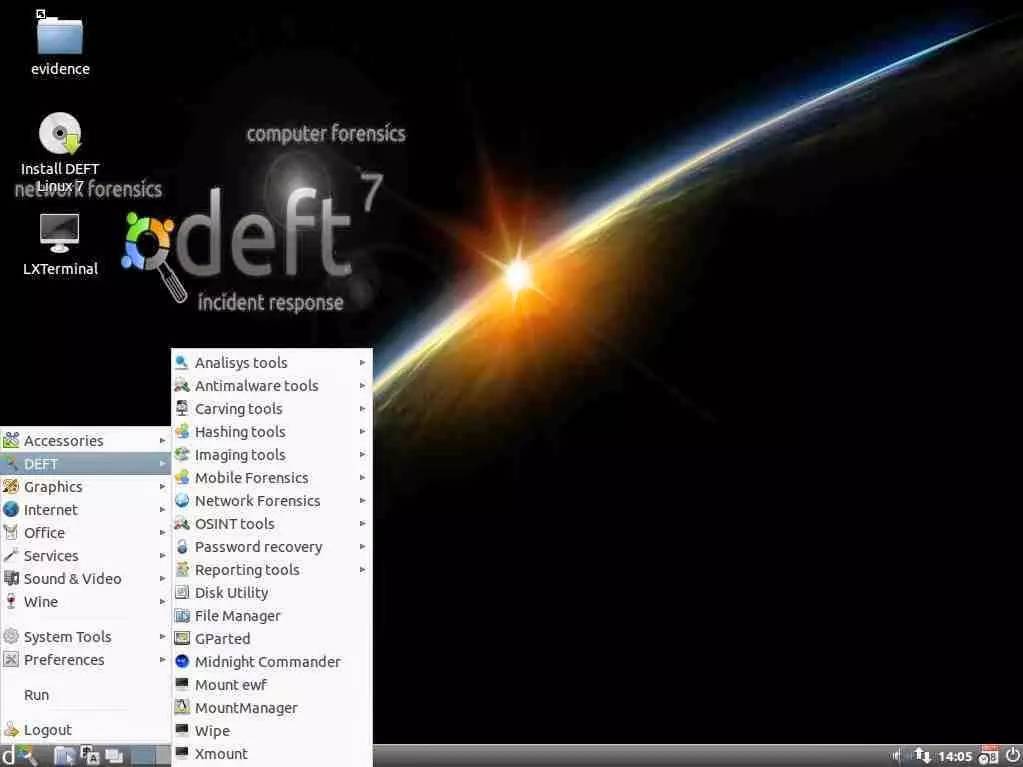 evidence
Install DEFT
Linux 7
LXTerminal
computer forensics
network forensics
deft 7
incident response
Accessories
DEFT
Graphics
Internet
Office
Services
Sound & Video
Wine
System Tools
Preferences
Run
Logout
Analisys tools
Antimalware tools
Carving tools
Hashing tools
Imaging tools
Mobile Forensics
Network Forensics
OSINT tools
Password recovery
Reporting tools
Disk Utility
File Manager
GParted
Midnight Commander
Mount ewf
MountManager
Wipe
Xmount
d
14:05